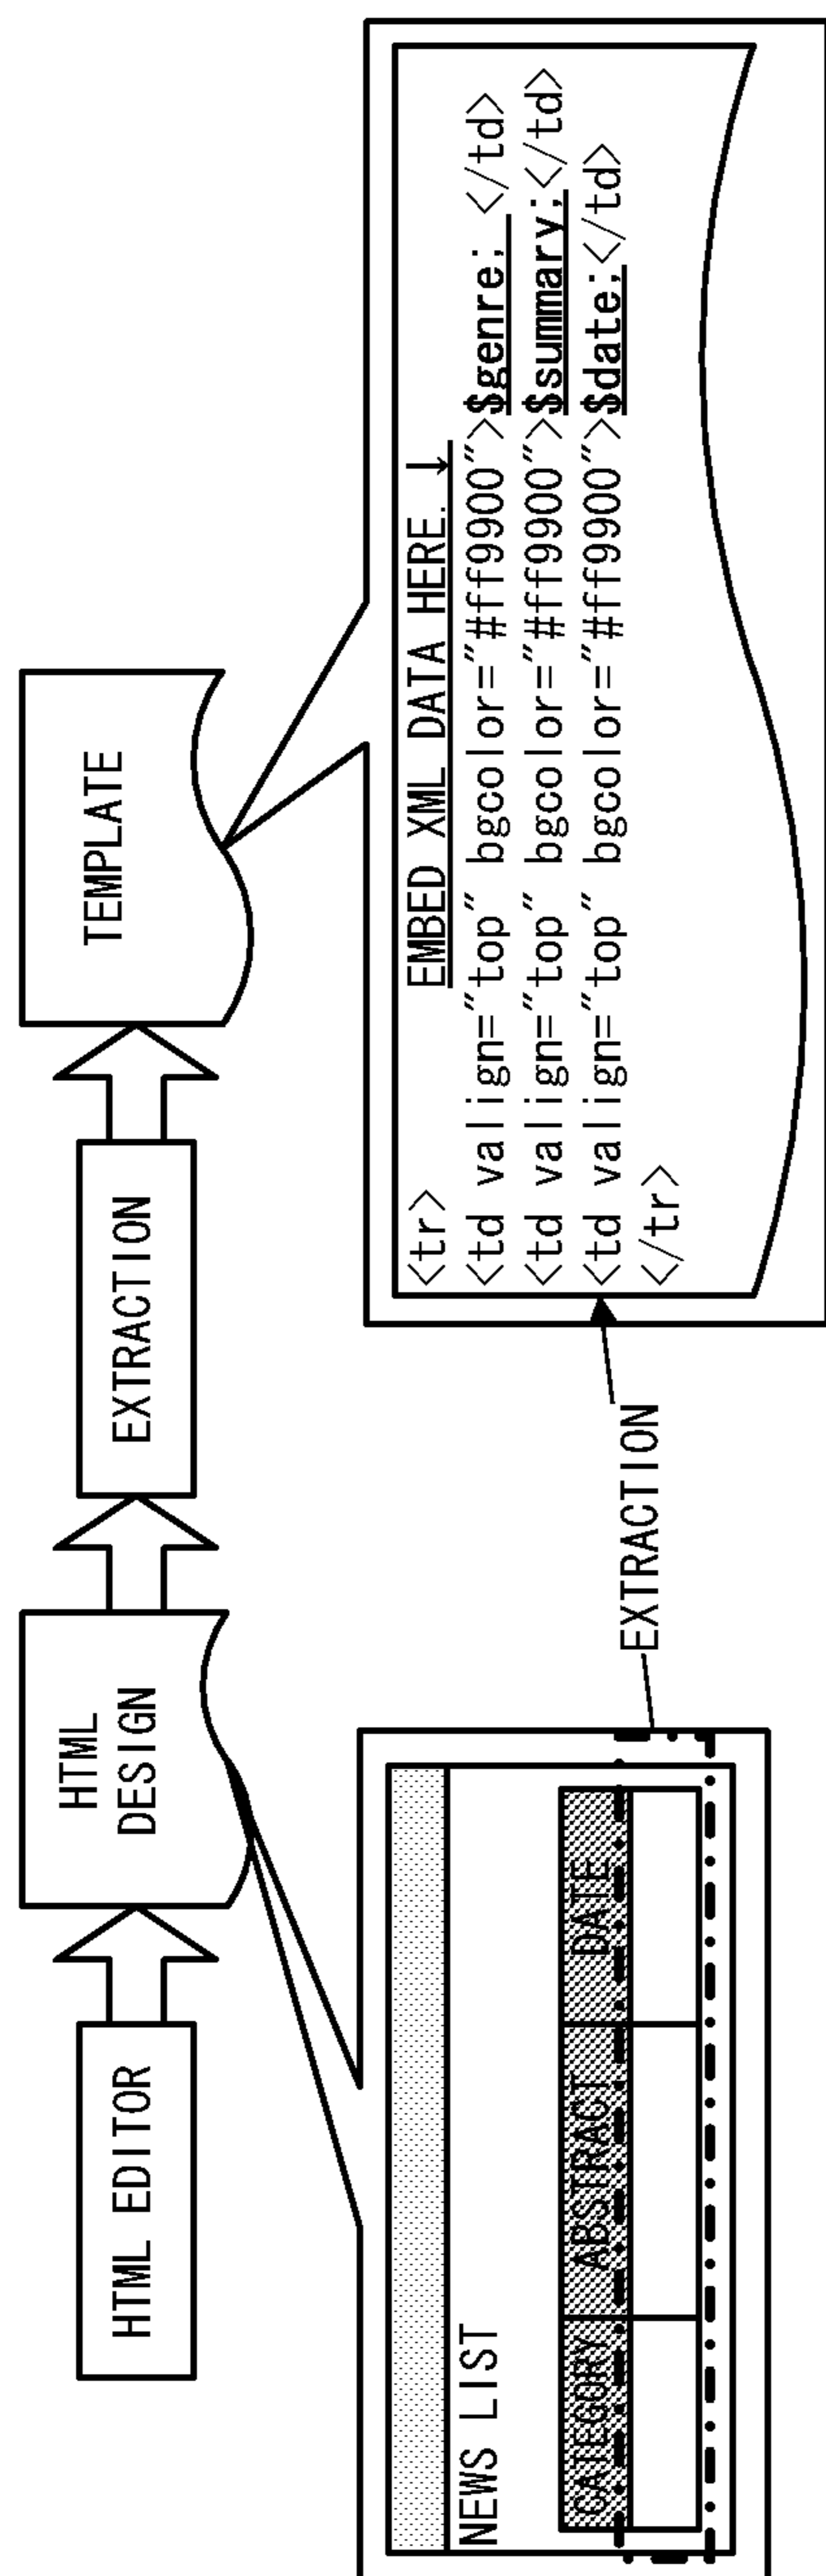 HTML EDITOR
HTML
DESIGN
EXTRACTION
TEMPLATE
NEWS LIST
CATEGORY ABSTRACT DATE
EXTRACTION
<tr> EMBED XML DATA HERE. ↓
<td valign="top" bgcolor="#ff9900">$genre; </td>
<td valign="top" bgcolor="#ff9900">$summary;</td>
<td valign="top" bgcolor="#ff9900">$date;</td>
</tr>